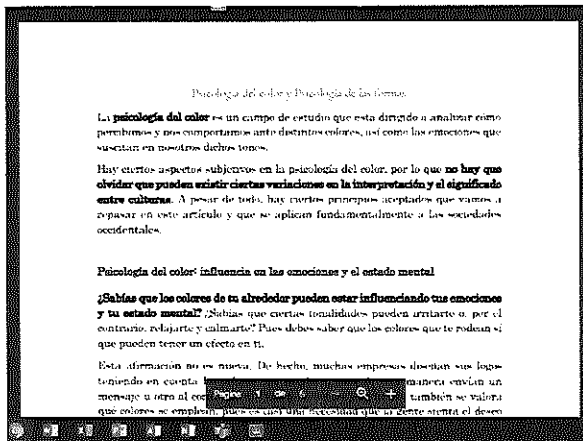 Psicología del color y Psicología de las formas
La psicología del color es un campo de estudio que esta dirigido a analizar cómo
percibimos y nos comportamos ante distintos colores, así como las emociones que
suscitan en nosotros dichos tonos.
Hay ciertos aspectos subjetivos en la psicología del color, por lo que no hay que
olvidar que pueden existir ciertas variaciones en la interpretación y el significado
entre culturas. A pesar de todo, hay ciertos principios aceptados que vamos a
repasar en este artículo y que se aplican fundamentalmente a las sociedades
occidentales.
Psicología del color: influencia en las emociones y el estado mental
¿Sabías que los colores de tu alrededor pueden estar influenciando tus emociones
y tu estado mental? ¿Sabías que ciertas tonalidades pueden irritarte o, por el
contrario, relajarte y calmarte? Pues debes saber que los colores que te rodean sí
que pueden tener un efecto en ti.
Esta afirmación no es nueva. De hecho, muchas empresas diseñan sus logos
teniendo en cuenta manera envían un
mensaje u otro al también se valora
qué colores se emplean, pues es casi una necesidad que la gente sienta el deseo
Página 1 de 6